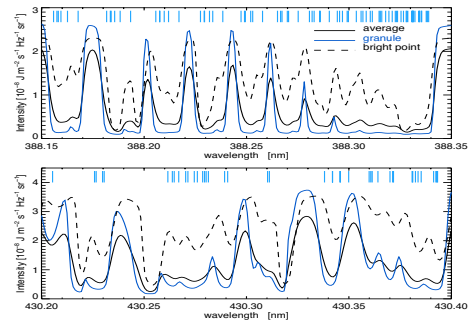 3
2
1
0
Intensity [10⁻⁸ J m⁻² s⁻¹ Hz⁻¹ sr⁻¹]
average
granule
bright point
388.15
388.20
388.25
388.30
388.35
wavelength [nm]
4
3
2
1
0
Intensity [10⁻⁸ J m⁻² s⁻¹ Hz⁻¹ sr⁻¹]
430.20
430.25
430.30
430.35
430.40
wavelength [nm]